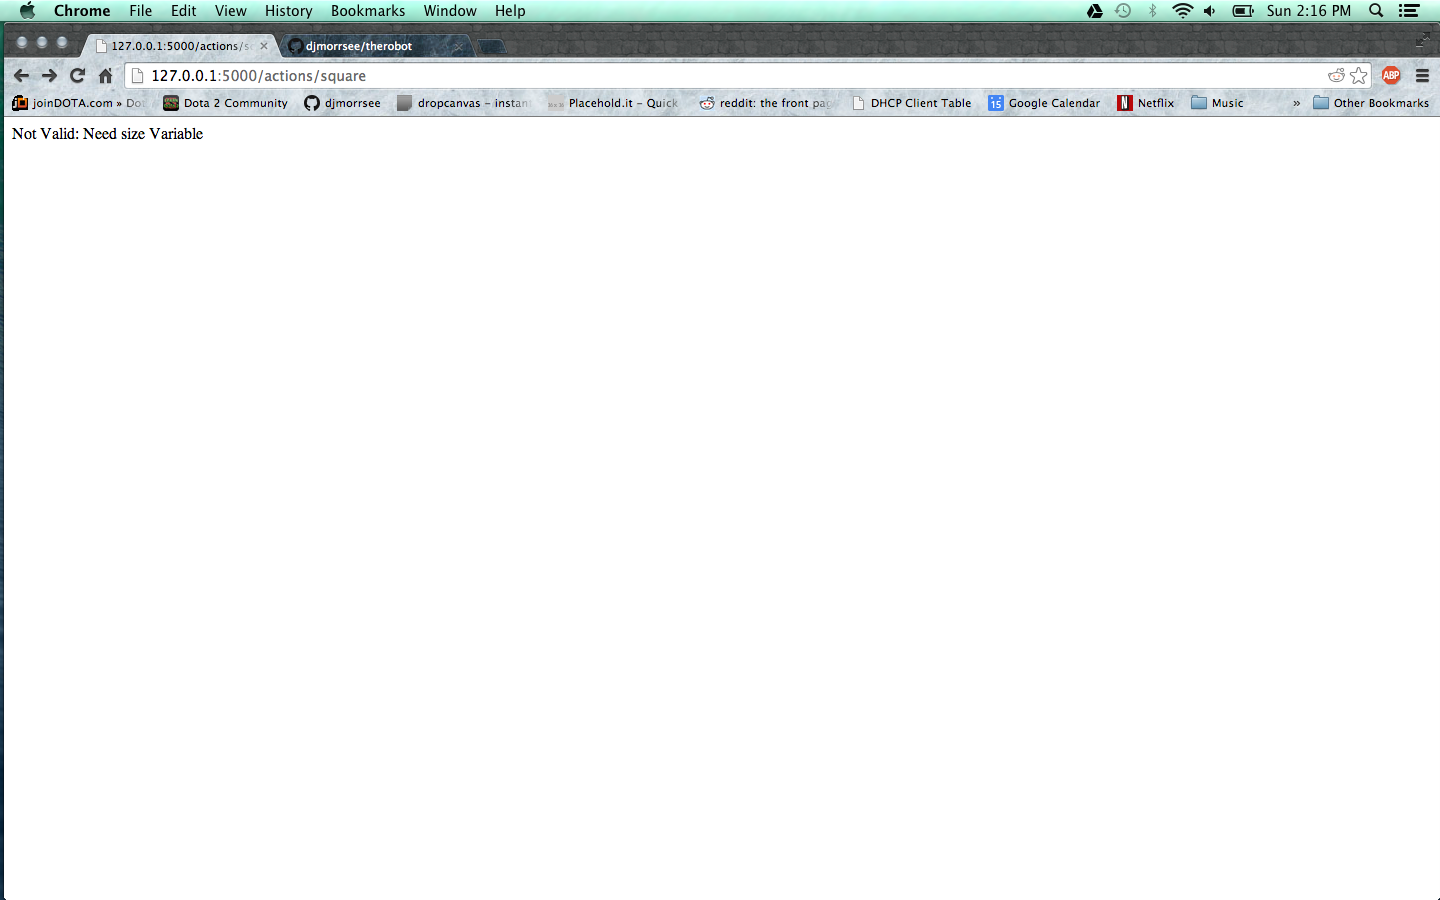 Chrome File Edit View History Bookmarks Window Help Sun 2:16 PM
127.0.0.1:5000/actions/s djmorrsee/therobot
127.0.0.1:5000/actions/square ABP
joinDOTA.com » Dot Dota 2 Community djmorrsee dropcanvas – instan Placehold.it – Quick reddit: the front pag DHCP Client Table 15 Google Calendar N Netflix Music » Other Bookmarks
Not Valid: Need size Variable